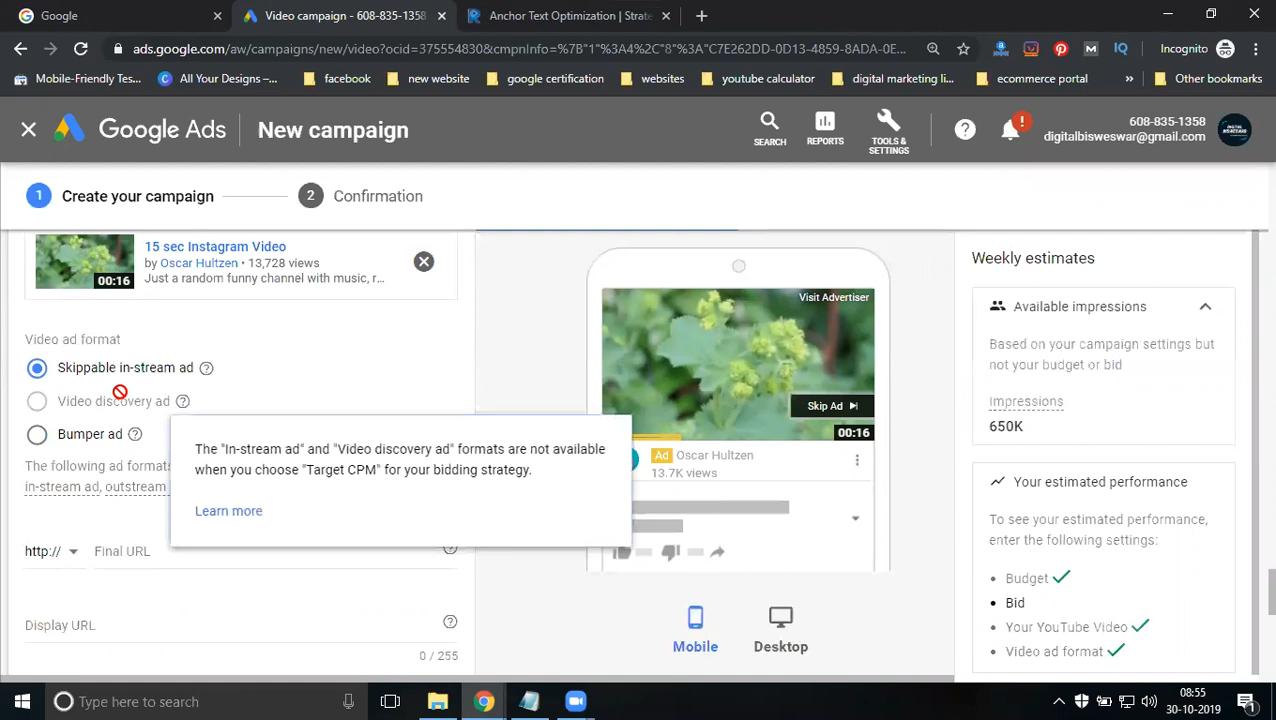 Google
Video campaign - 608-835-1358
Anchor Text Optimization | Strate
ads.google.com/aw/campaigns/new/video?ocid=3755548308&cmpnInfo=%7B"1"%3A4%2C"8"%3A"C7E262DD-0D13-4859-8ADA-0E...
Incognito
Mobile-Friendly Tes...
All Your Designs –...
facebook
new website
google certification
websites
youtube calculator
digital marketing li...
ecommerce portal
»
Other bookmarks
Google Ads
New campaign
SEARCH
REPORTS
TOOLS &
SETTINGS
608-835-1358
digitalbisweswar@gmail.com
1 Create your campaign
2 Confirmation
15 sec Instagram Video
by Oscar Hultzen • 13,728 views
Just a random funny channel with music, r...
00:16
Video ad format
Skippable in-stream ad
Video discovery ad
Bumper ad
The following ad formats
in-stream ad, outstream
The "In-stream ad" and "Video discovery ad" formats are not available
when you choose "Target CPM" for your bidding strategy.
Learn more
http://
Final URL
Display URL
0 / 255
Visit Advertiser
Skip Ad
00:16
Ad Oscar Hultzen
13.7K views
Mobile
Desktop
Weekly estimates
Available impressions
Based on your campaign settings but
not your budget or bid
Impressions
650K
Your estimated performance
To see your estimated performance,
enter the following settings:
• Budget
• Bid
• Your YouTube Video
• Video ad format
Type here to search
08:55
30-10-2019
1